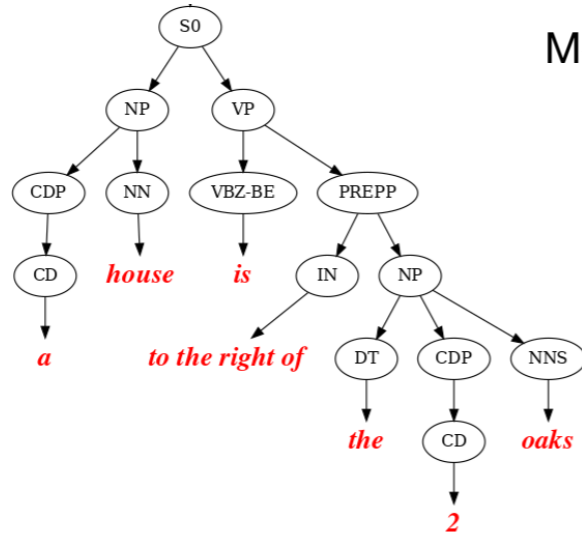 S0
M
NP VP
CDP NN VBZ-BE PREPP
CD house is IN NP
a to the right of DT CDP NNS
the CD oaks
2